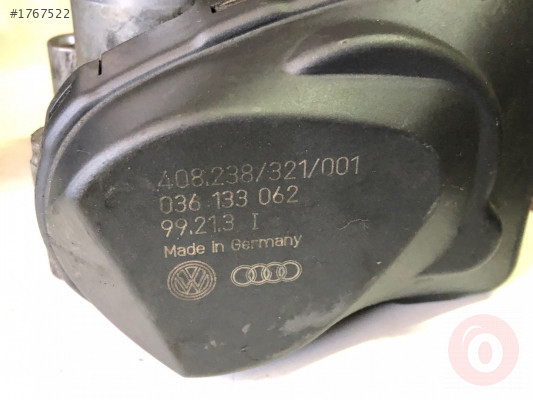 #1767522
408.238/321/001
036 133 062
99.21.3 I
Made in Germany